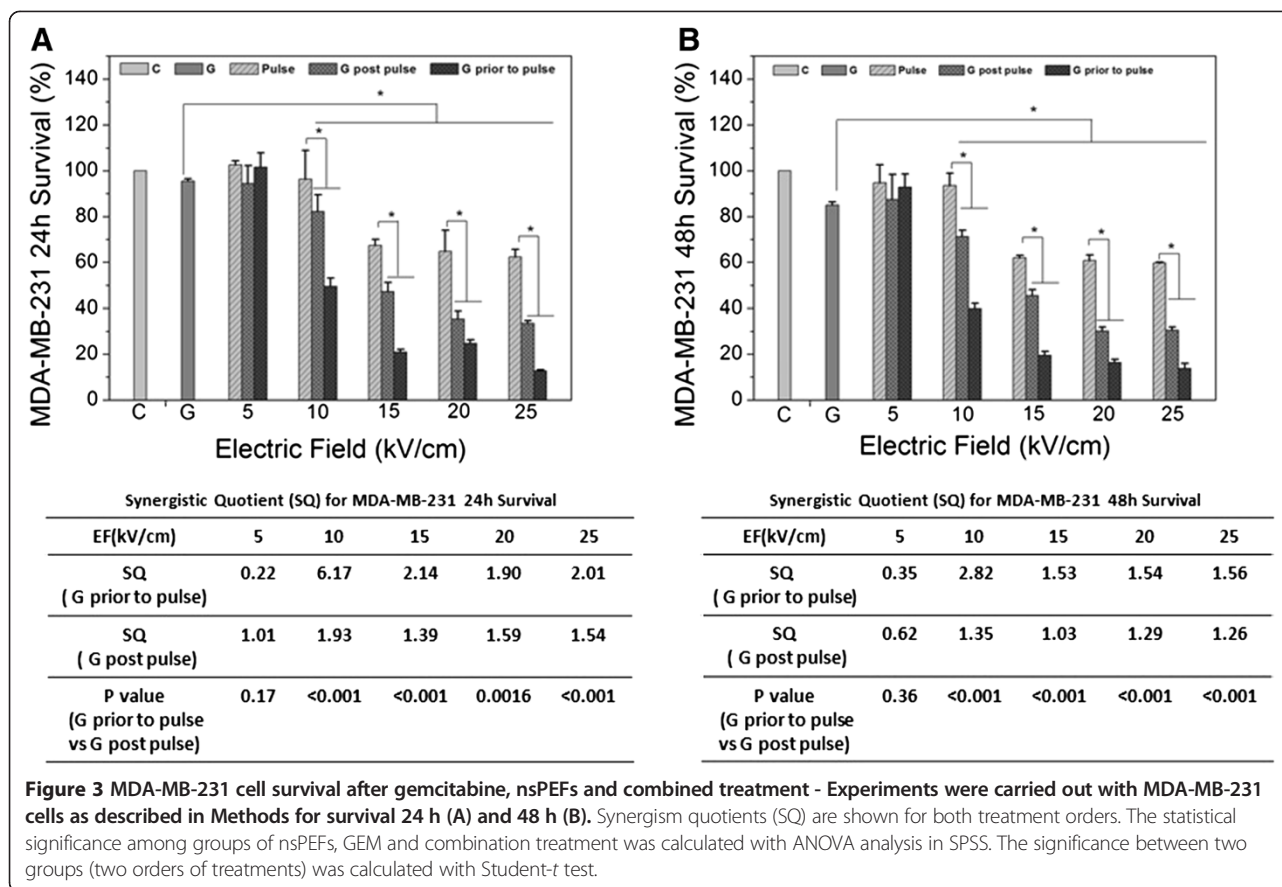 A
MDA-MB-231 24h Survival (%)
C G Pulse G post pulse G prior to pulse
140
120
100
80
60
40
20
0
* * * * *
C G 5 10 15 20 25
Electric Field (kV/cm)
B
MDA-MB-231 48h Survival (%)
C G Pulse G post pulse G prior to pulse
140
120
100
80
60
40
20
0
* * * * *
C G 5 10 15 20 25
Electric Field (kV/cm)
Synergistic Quotient (SQ) for MDA-MB-231 24h Survival
EF(kV/cm) 5 10 15 20 25
SQ 0.22 6.17 2.14 1.90 2.01
( G prior to pulse)
SQ 1.01 1.93 1.39 1.59 1.54
( G post pulse)
P value 0.17 <0.001 <0.001 0.0016 <0.001
(G prior to pulse
vs G post pulse)
Synergistic Quotient (SQ) for MDA-MB-231 48h Survival
EF(kV/cm) 5 10 15 20 25
SQ 0.35 2.82 1.53 1.54 1.56
( G prior to pulse)
SQ 0.62 1.35 1.03 1.29 1.26
( G post pulse)
P value 0.36 <0.001 <0.001 <0.001 <0.001
(G prior to pulse
vs G post pulse)
Figure 3 MDA-MB-231 cell survival after gemcitabine, nsPEFs and combined treatment - Experiments were carried out with MDA-MB-231
cells as described in Methods for survival 24 h (A) and 48 h (B). Synergism quotients (SQ) are shown for both treatment orders. The statistical
significance among groups of nsPEFs, GEM and combination treatment was calculated with ANOVA analysis in SPSS. The significance between two
groups (two orders of treatments) was calculated with Student-t test.